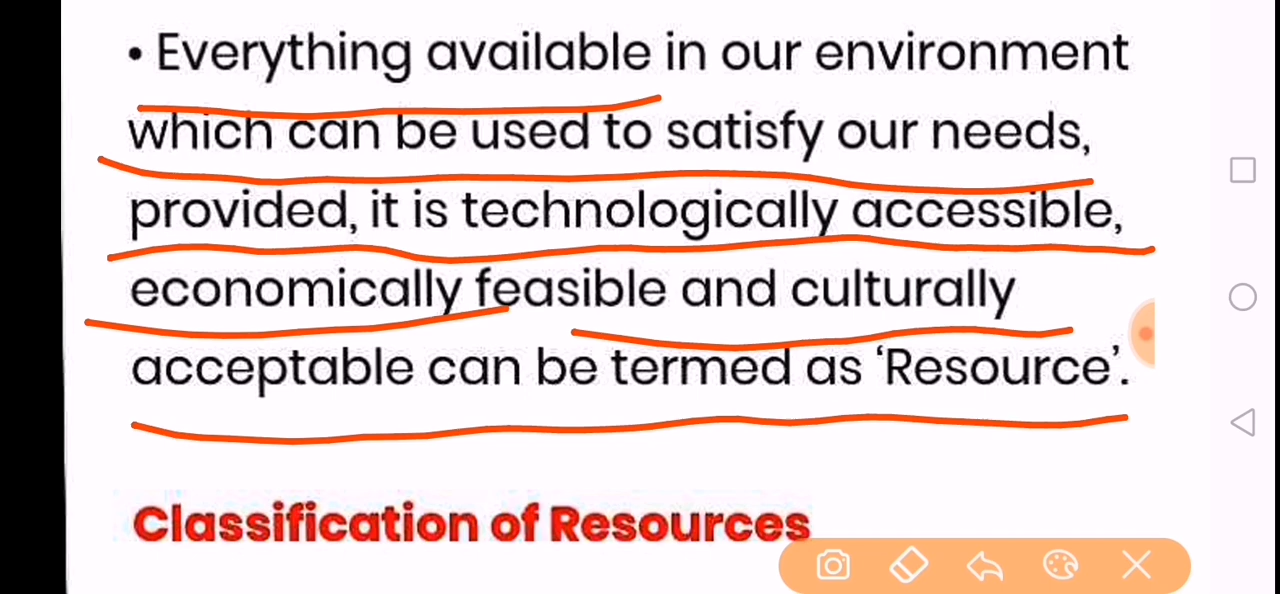 • Everything available in our environment
which can be used to satisfy our needs,
provided, it is technologically accessible,
economically feasible and culturally
acceptable can be termed as ‘Resource’.
Classification of Resources